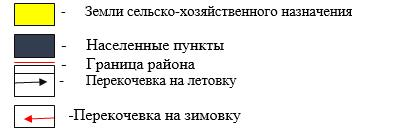 - Земли сельско-хозяйственного назначения
- Населенные пункты
- Граница района
- Перекочевка на летовку
-Перекочевка на зимовку